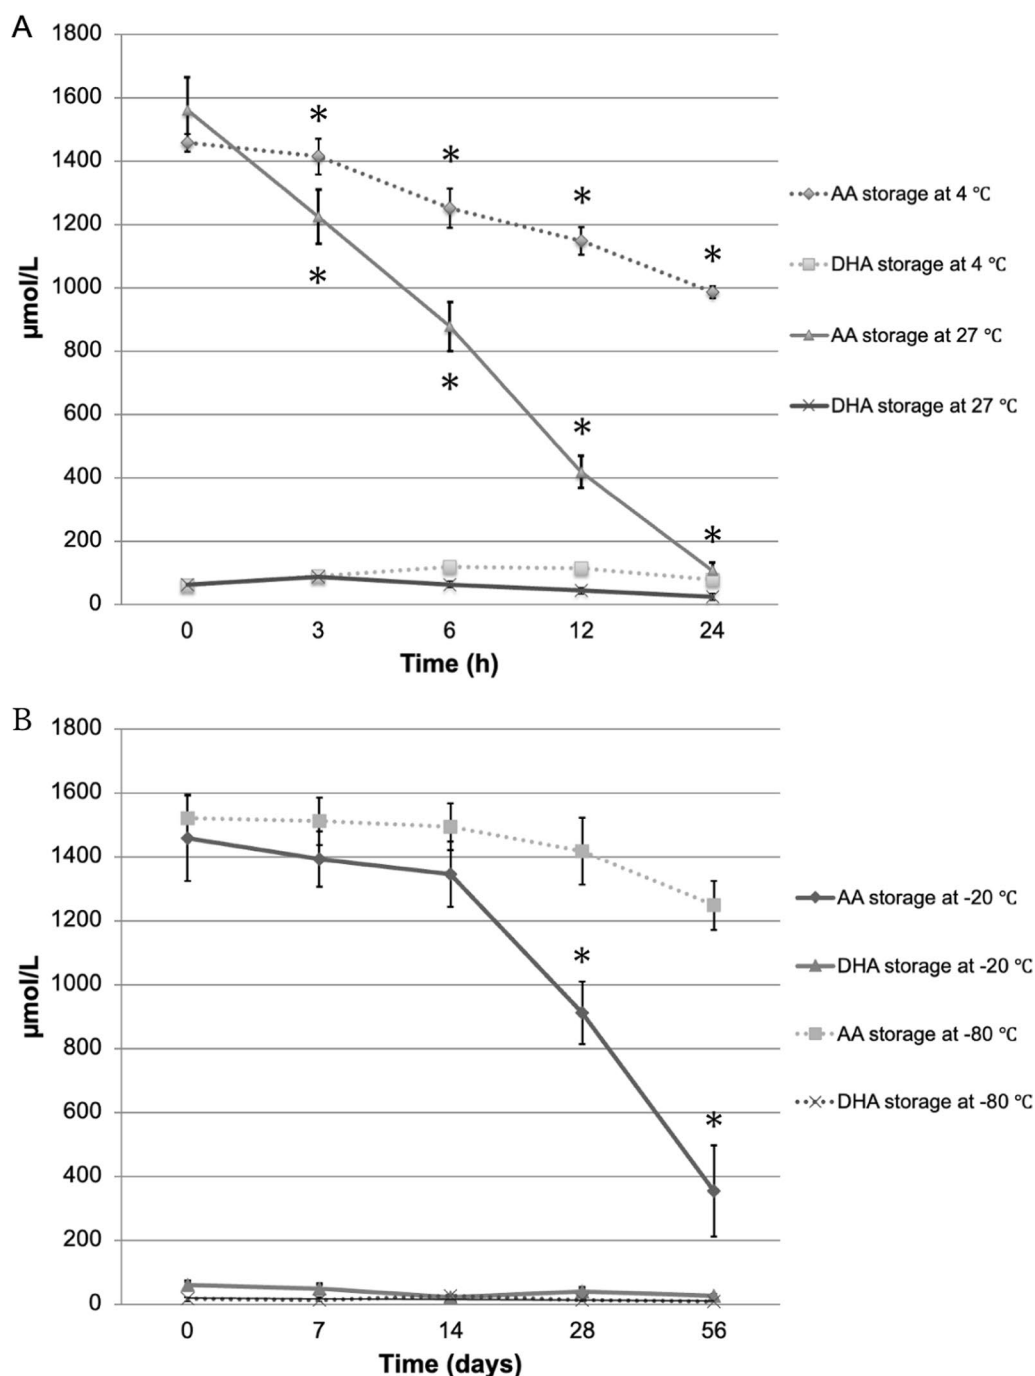 A
1800
1600
1400
1200
1000
800
600
400
200
0
µmol/L
* * * *
* * * *
0 3 6 12 24
Time (h)
AA storage at 4 ℃
DHA storage at 4 ℃
AA storage at 27 ℃
DHA storage at 27 ℃
B
1800
1600
1400
1200
1000
800
600
400
200
0
µmol/L
* *
0 7 14 28 56
Time (days)
AA storage at -20 ℃
DHA storage at -20 ℃
AA storage at -80 ℃
DHA storage at -80 ℃